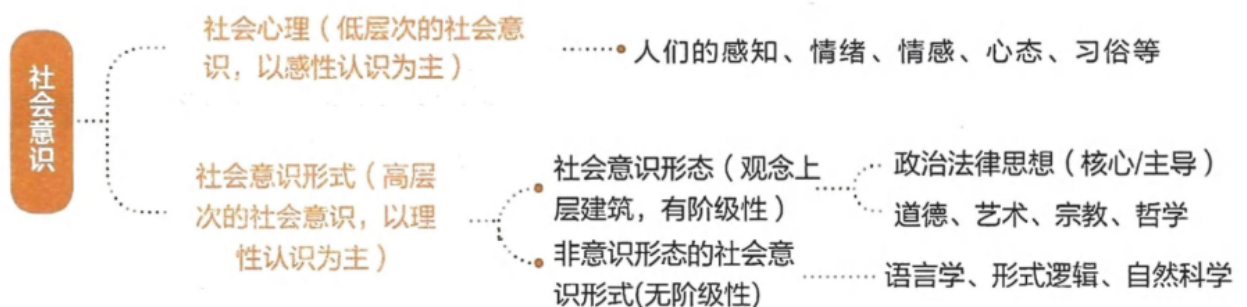 社会意识
社会心理（低层次的社会意
识，以感性认识为主）
人们的感知、情绪、情感、心态、习俗等
社会意识形式（高层
次的社会意识，以理
性认识为主）
社会意识形态（观念上
层建筑，有阶级性）
政治法律思想（核心/主导）
道德、艺术、宗教、哲学
非意识形态的社会意
识形式(无阶级性)
语言学、形式逻辑、自然科学